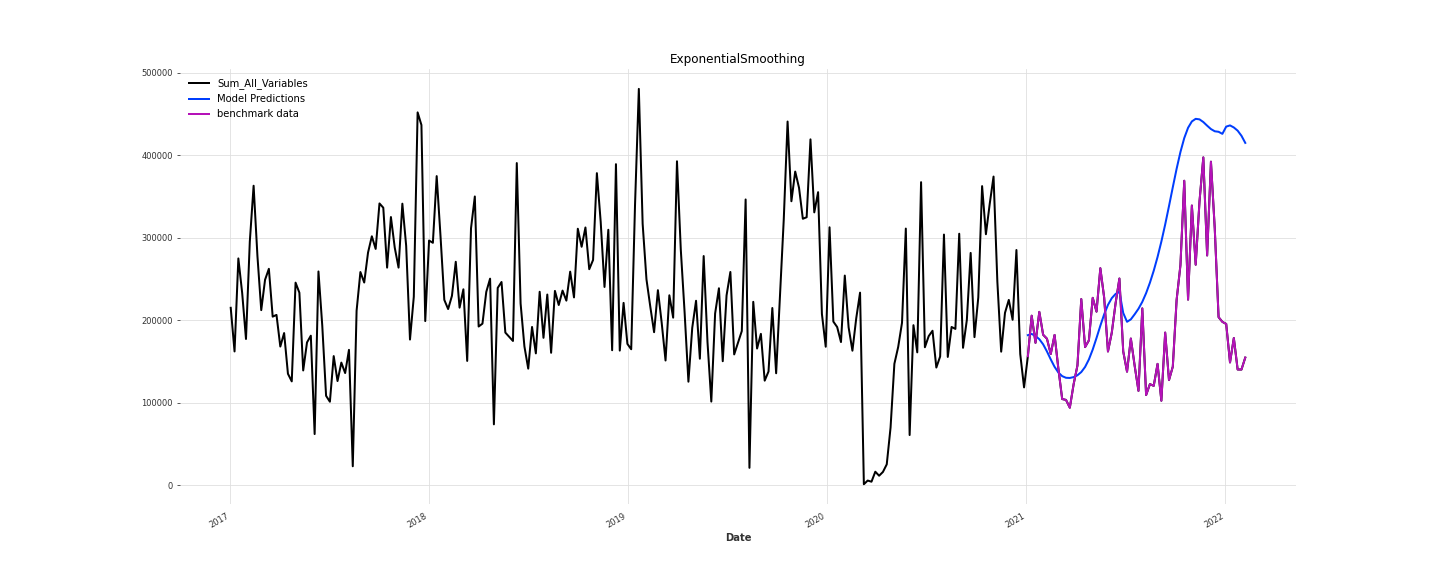 ExponentialSmoothing
500000
Sum_All_Variables
Model Predictions
benchmark data
400000
300000
200000
100000
0
2017
2018
2019
2020
2021
2022
Date